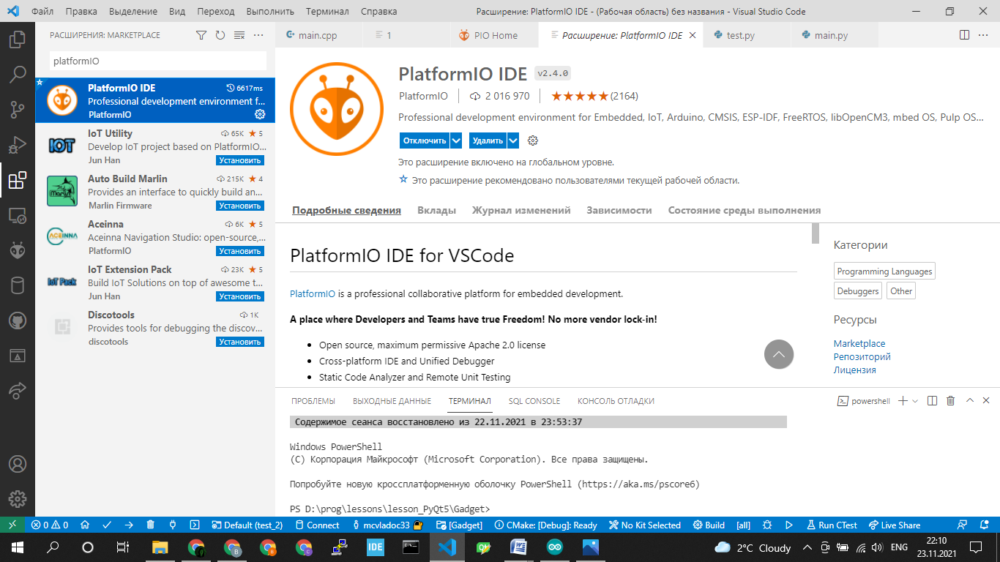 Файл Правка Выделение Вид Переход Выполнить Терминал Справка
Расширение: PlatformIO IDE - (Рабочая область) без названия - Visual Studio Code
РАСШИРЕНИЯ: MARKETPLACE
main.cpp
1
PIO Home
Расширение: PlatformIO IDE
test.py
main.py
platformIO
PlatformIO IDE 6617ms
Professional development environment f...
PlatformIO
IoT Utility 65K 5
Develop IoT project based on PlatformIO...
Jun Han Установить
Auto Build Marlin 215K 4
Provides an interface to quickly build an...
Marlin Firmware Установить
Aceinna 6K 5
Aceinna Navigation Studio: open-source,...
PlatformIO Установить
IoT Extension Pack 23K 5
Build IoT Solutions on top of awesome t...
Jun Han Установить
Discotools 1K
Provides tools for debugging the discov...
discotools Установить
IOT
Marlin
ACEINNA
IoT Pack
PlatformIO IDE v2.4.0
PlatformIO 2 016 970 (2164)
Professional development environment for Embedded, IoT, Arduino, CMSIS, ESP-IDF, FreeRTOS, libOpenCM3, mbed OS, Pulp OS...
Отключить Удалить
Это расширение включено на глобальном уровне.
Это расширение рекомендовано пользователями текущей рабочей области.
Подробные сведения Вклады Журнал изменений Зависимости Состояние среды выполнения
PlatformIO IDE for VSCode
PlatformIO is a professional collaborative platform for embedded development.
A place where Developers and Teams have true Freedom! No more vendor lock-in!
Open source, maximum permissive Apache 2.0 license
Cross-platform IDE and Unified Debugger
Static Code Analyzer and Remote Unit Testing
Категории
Programming Languages
Debuggers Other
Ресурсы
Marketplace
Репозиторий
Лицензия
ПРОБЛЕМЫ ВЫХОДНЫЕ ДАННЫЕ ТЕРМИНАЛ SQL CONSOLE КОНСОЛЬ ОТЛАДКИ
powershell
Содержимое сеанса восстановлено из 22.11.2021 в 23:53:37
Windows PowerShell
(C) Корпорация Майкрософт (Microsoft Corporation). Все права защищены.
Попробуйте новую кроссплатформенную оболочку PowerShell (https://aka.ms/pscore6)
PS D:\prog\lessons\lesson_PyQt5\Gadget>
0 0 Default (test_2) Connect mcvladoc33 [Gadget] CMake: [Debug]: Ready No Kit Selected Build [all] Run CTest Live Share
IDE
2°C Cloudy
ENG
22:10
23.11.2021